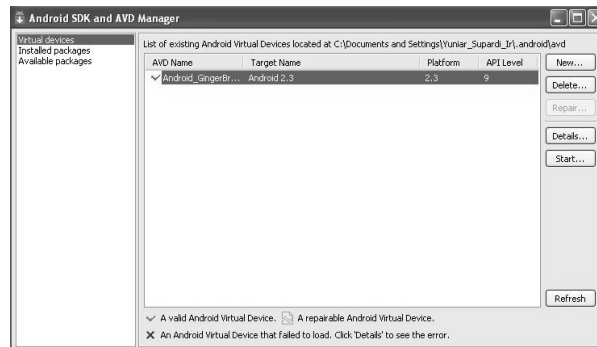 Android SDK and AVD Manager
Virtual devices
Installed packages
Available packages
List of existing Android Virtual Devices located at C:\Documents and Settings\Yuniar_Supardi_Ir\.android\avd
AVD Name Target Name Platform API Level
Android_GingerBr... Android 2.3 2.3 9
New...
Delete...
Repair...
Details...
Start...
Refresh
A valid Android Virtual Device. A repairable Android Virtual Device.
An Android Virtual Device that failed to load. Click 'Details' to see the error.